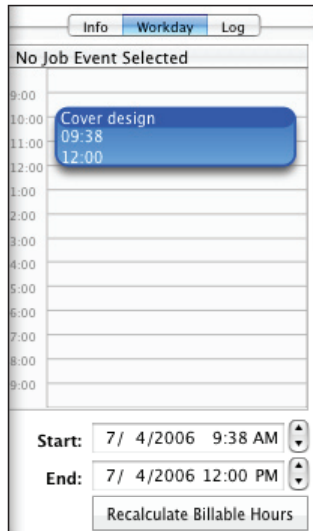 Info Workday Log
No Job Event Selected
9:00
10:00
Cover design
09:38
11:00
12:00
12:00
1:00
2:00
3:00
4:00
5:00
6:00
7:00
8:00
9:00
Start: 7/ 4/2006 9:38 AM
End: 7/ 4/2006 12:00 PM
Recalculate Billable Hours